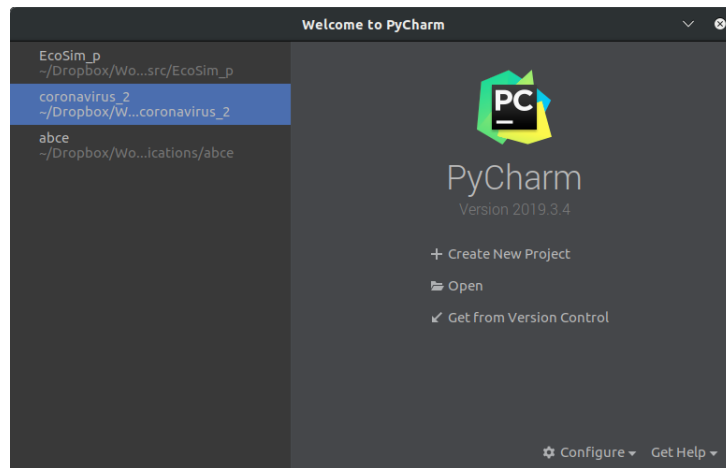 Welcome to PyCharm
EcoSim_p
~/Dropbox/Wo...src/EcoSim_p
coronavirus_2
~/Dropbox/W...coronavirus_2
abce
~/Dropbox/Wo...ications/abce
PC
PyCharm
Version 2019.3.4
Create New Project
Open
Get from Version Control
Configure
Get Help